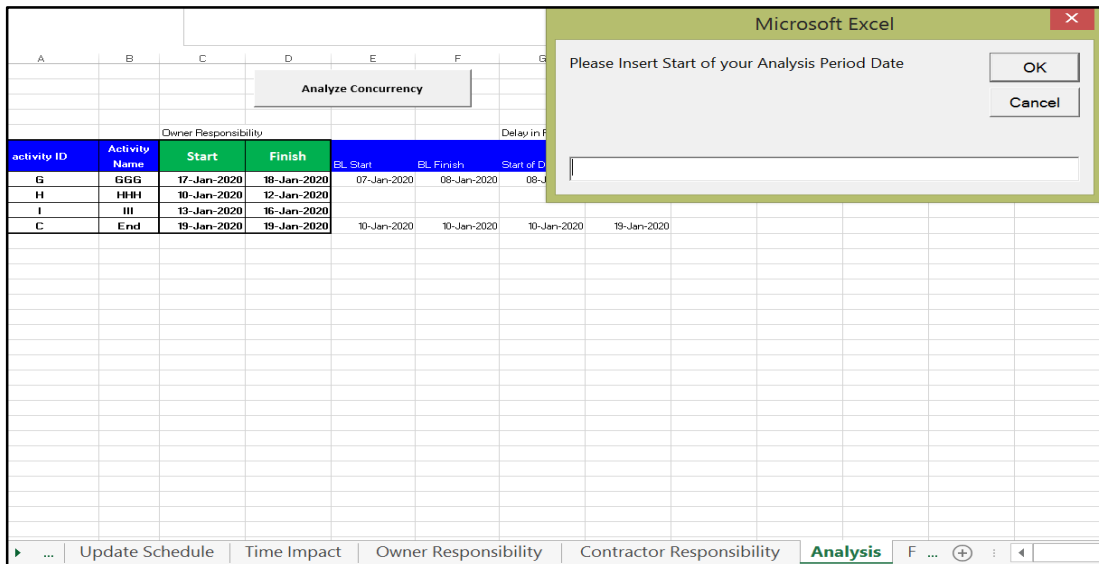 Microsoft Excel
Please Insert Start of your Analysis Period Date
OK
Cancel
A B C D E F G
Analyze Concurrency
Owner Responsibility Delay in
activity ID Activity Name Start Finish BL Start BL Finish Start of D
G GGG 17-Jan-2020 18-Jan-2020 07-Jan-2020 08-Jan-2020 08-J
H HHH 10-Jan-2020 12-Jan-2020
I III 13-Jan-2020 16-Jan-2020
C End 19-Jan-2020 19-Jan-2020 10-Jan-2020 10-Jan-2020 10-Jan-2020 19-Jan-2020
... Update Schedule Time Impact Owner Responsibility Contractor Responsibility Analysis F ...